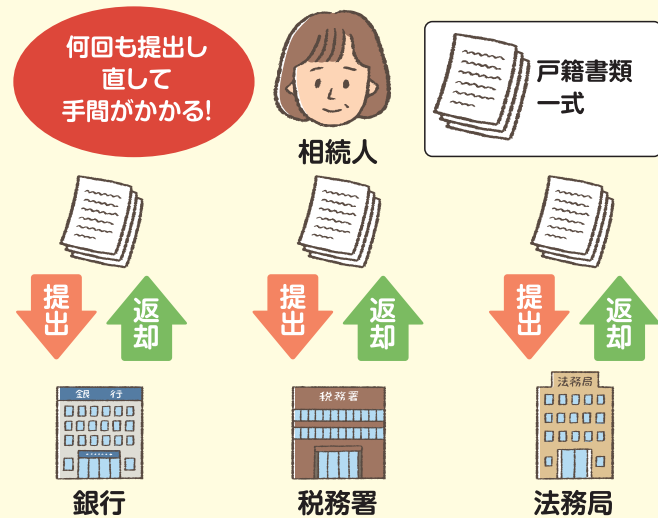 何回も提出し
直して
手間がかかる!
戸籍書類
一式
相続人
提出
返却
提出
返却
提出
返却
銀行
税務署
法務局
銀行
税務署
法務局